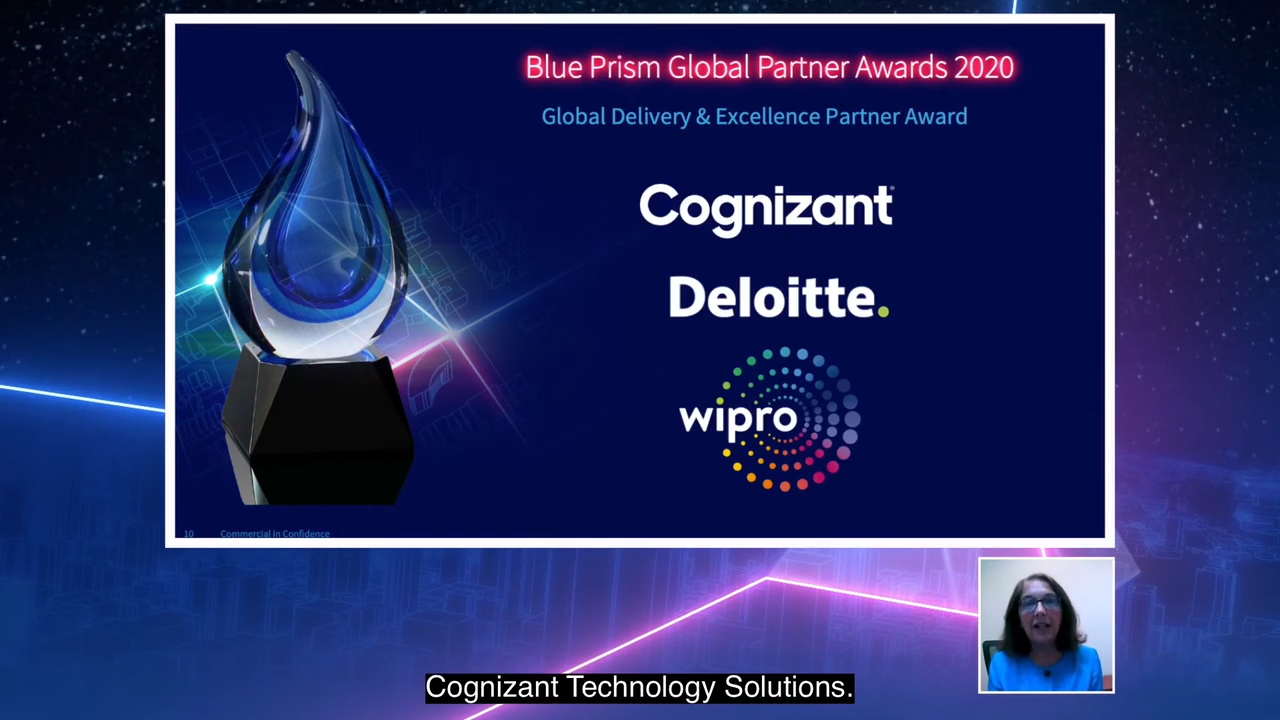 Blue Prism Global Partner Awards 2020
Global Delivery & Excellence Partner Award
Cognizant
Deloitte.
wipro
10 Commercial in Confidence
Cognizant Technology Solutions.